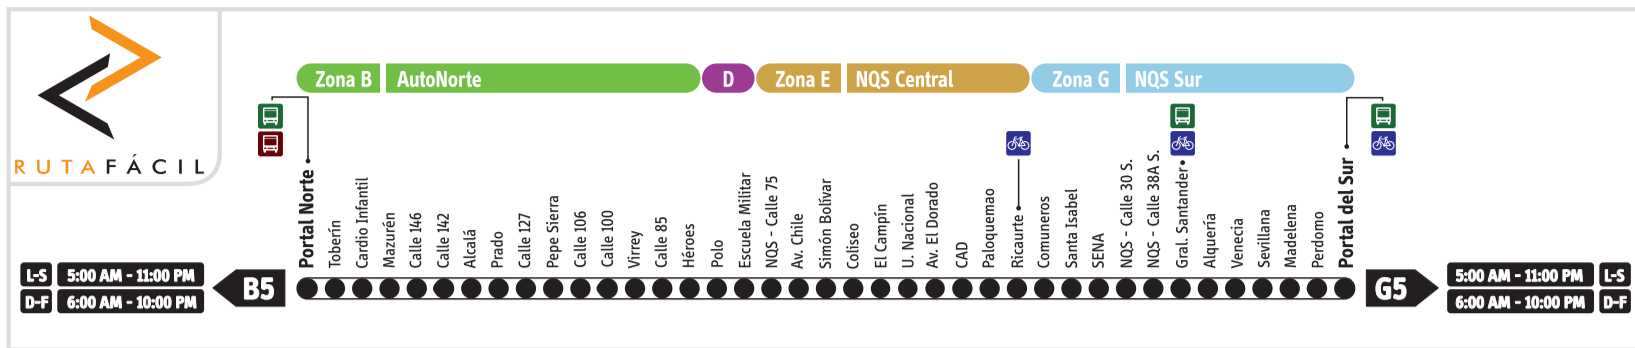 RUTAFÁCIL
Zona B AutoNorte
D
Zona E NQS Central
Zona G NQS Sur
Portal Norte
Toberín
Cardio Infantil
Mazurén
Calle 146
Calle 142
Alcalá
Prado
Calle 127
Pepe Sierra
Calle 106
Calle 100
Virrey
Calle 85
Héroes
Polo
Escuela Militar
NQS - Calle 75
Av. Chile
Simón Bolívar
Coliseo
El Campín
U. Nacional
Av. El Dorado
CAD
Paloquemao
Ricaurte
Comuneros
Santa Isabel
SENA
NQS - Calle 30 S.
NQS - Calle 38A S.
Gral. Santander
Alquería
Venecia
Sevillana
Madelena
Perdomo
Portal del Sur
L-S 5:00 AM - 11:00 PM
D-F 6:00 AM - 10:00 PM
B5
G5
5:00 AM - 11:00 PM L-S
6:00 AM - 10:00 PM D-F